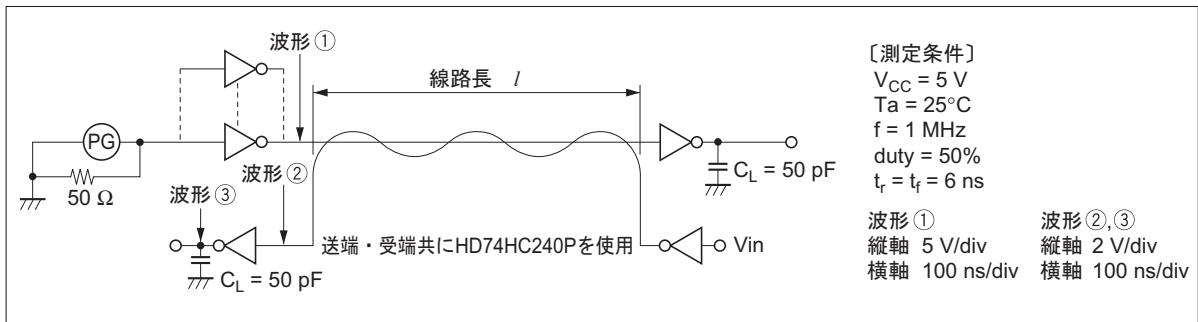 波形①
線路長 l
PG
50 Ω
波形②
波形③
C_L = 50 pF
送端・受端共にHD74HC240Pを使用
Vin
C_L = 50 pF
〔測定条件〕
V_CC = 5 V
Ta = 25°C
f = 1 MHz
duty = 50%
t_r = t_f = 6 ns
波形①
縦軸 5 V/div
横軸 100 ns/div
波形②,③
縦軸 2 V/div
横軸 100 ns/div